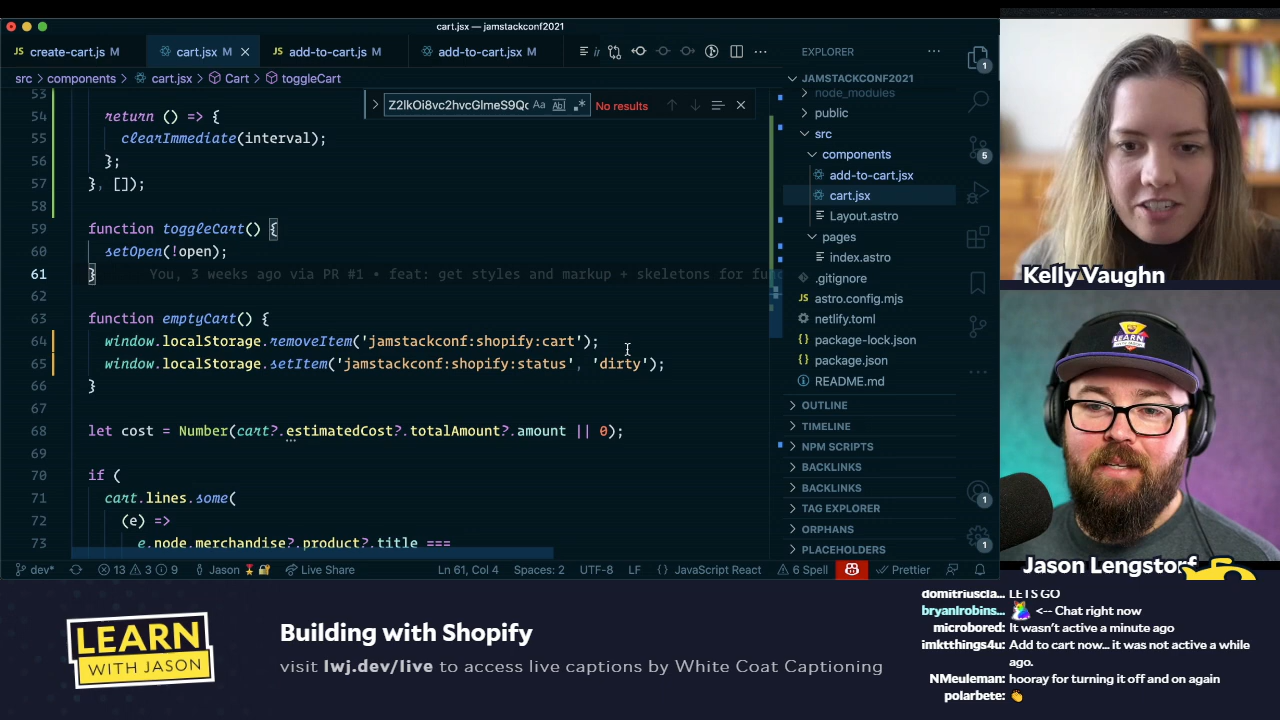 cart.jsx — jamstackconf2021
create-cart.js M
cart.jsx M
add-to-cart.js M
add-to-cart.jsx M
src > components > cart.jsx > Cart > toggleCart
Aa
ab
No results
53
54 return () => {
55 clearImmediate(interval);
56 };
57 }, []);
58
59 function toggleCart() {
60 setOpen(!open);
61 } You, 3 weeks ago via PR #1 • feat: get styles and markup + skeletons for
62
63 function emptyCart() {
64 window.localStorage.removeItem('jamstackconf:shopify:cart');
65 window.localStorage.setItem('jamstackconf:shopify:status', 'dirty');
66 }
67
68 let cost = Number(cart?.estimatedCost?.totalAmount?.amount || 0);
69
70 if (
71 cart.lines.some(
72 (e) =>
73 e.node.merchandise?.product?.title ===
EXPLORER
JAMSTACKCONF2021
node_modules
public
src
components
add-to-cart.jsx
cart.jsx
Layout.astro
pages
index.astro
.gitignore
astro.config.mjs
netlify.toml
package-lock.json
package.json
README.md
OUTLINE
TIMELINE
NPM SCRIPTS
BACKLINKS
BACKLINKS
TAG EXPLORER
ORPHANS
PLACEHOLDERS
1
5
1
1
dev*
13 3 9
Jason
Live Share
Ln 61, Col 4
Spaces: 2
UTF-8
LF
{} JavaScript React
6 Spell
Prettier
Kelly Vaughn
Jason Lengstorf
LEARN
WITH JASON
Building with Shopify
visit lwj.dev/live to access live captions by White Coat Captioning
domitriuscla... LETS GO
bryanlrobins... <-- Chat right now
microbored: It wasn't active a minute ago
imktthings4u: Add to cart now... it was not active a while
ago.
NMeuleman: hooray for turning it off and on again
polarbete: